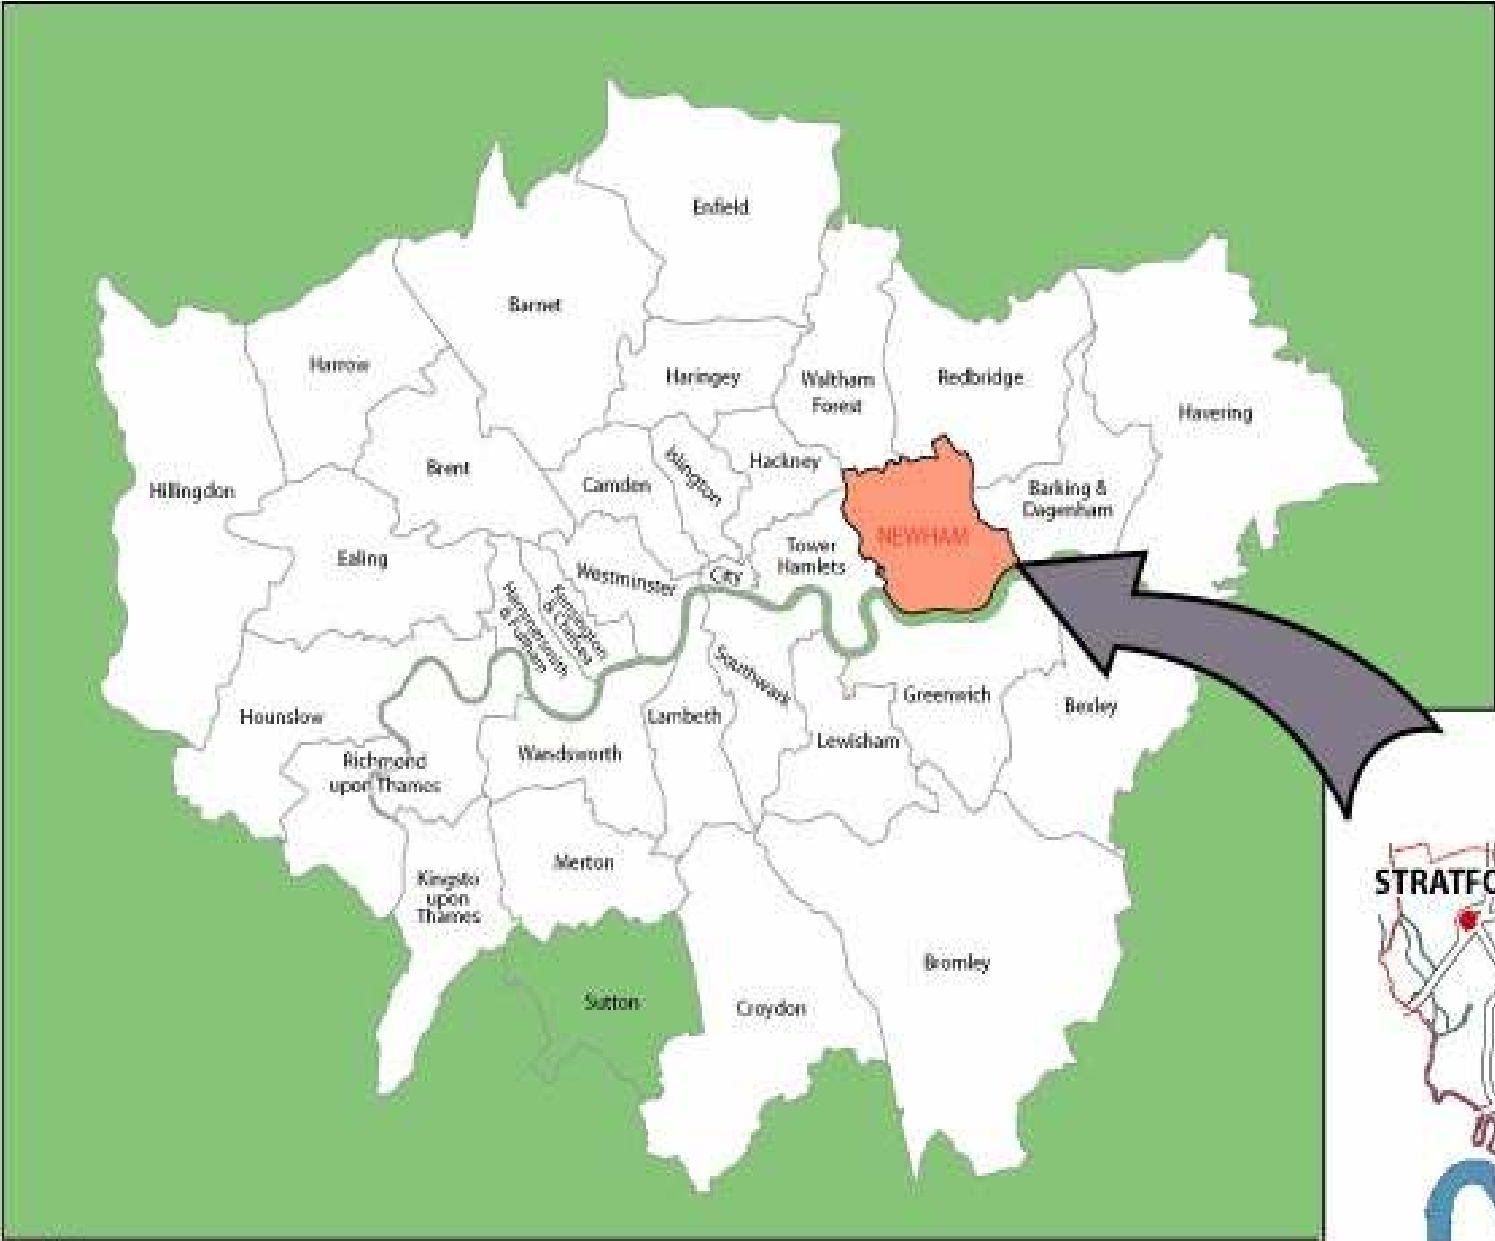 Enfield
Barnet
Harrow
Haringey
Waltham
Forest
Redbridge
Havering
Hillingdon
Brent
Camden
Islington
Hackney
Barking &
Dagenham
NEWHAM
Ealing
Tower
Hamlets
Westminster
City
Hammersmith
& Fulham
Kensington
& Chelsea
Southwark
Greenwich
Bexley
Hounslow
Lambeth
Lewisham
Wandsworth
Richmond
upon Thames
Merton
Kingsto
upon
Thames
STRATFO
Bromley
Sutton
Croydon